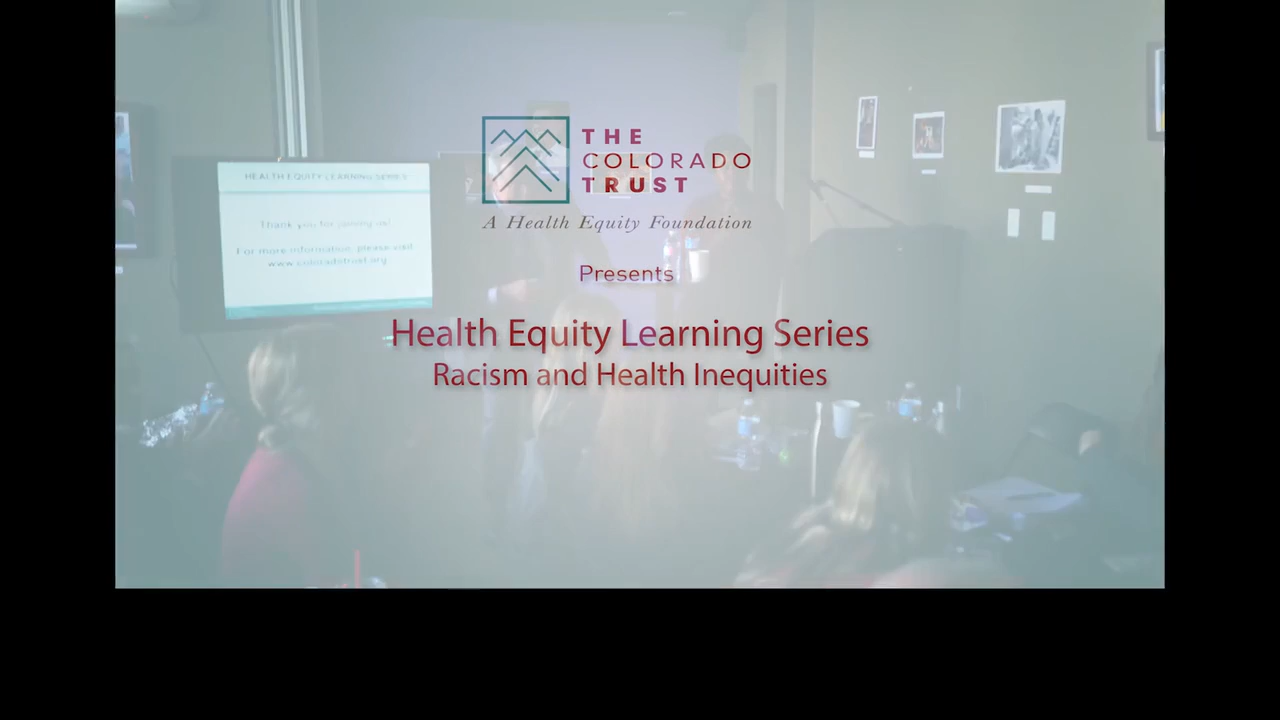 THE
COLORADO
TRUST
A Health Equity Foundation
Presents
Health Equity Learning Series
Racism and Health Inequities
HEALTH EQUITY LEARNING SERIES
Thank you for joining us!
For more information, please visit
www.coloradotrust.org